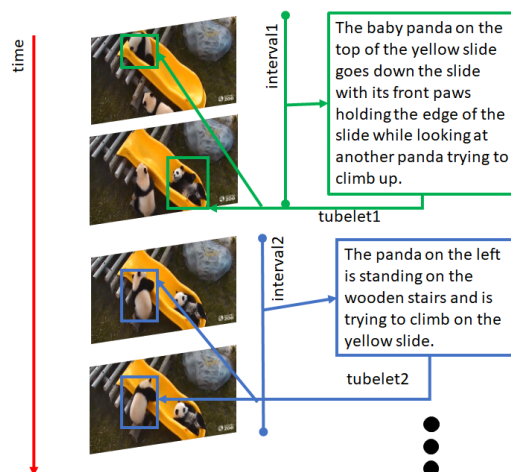 time
interval1
The baby panda on the
top of the yellow slide
goes down the slide
with its front paws
holding the edge of the
slide while looking at
another panda trying to
climb up.
tubelet1
interval2
The panda on the left
is standing on the
wooden stairs and is
trying to climb on the
yellow slide.
tubelet2